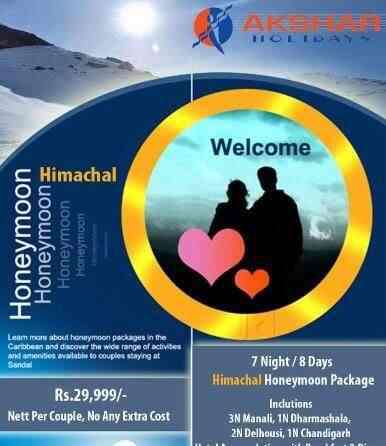 AKSHAR
HOLIDAYS
Welcome
Himachal
Honeymoon
Honeymoon
Honeymoon
Honeymoon
Learn more about honeymoon packages in the
Caribbean and discover the wide range of activities
and amenities available to couples staying at
Sandal
Rs.29,999/-
Nett Per Couple, No Any Extra Cost
7 Night / 8 Days
Himachal Honeymoon Package
Inclutions
3N Manali, 1N Dharmashala,
2N Delhousi, 1N Chandigarh